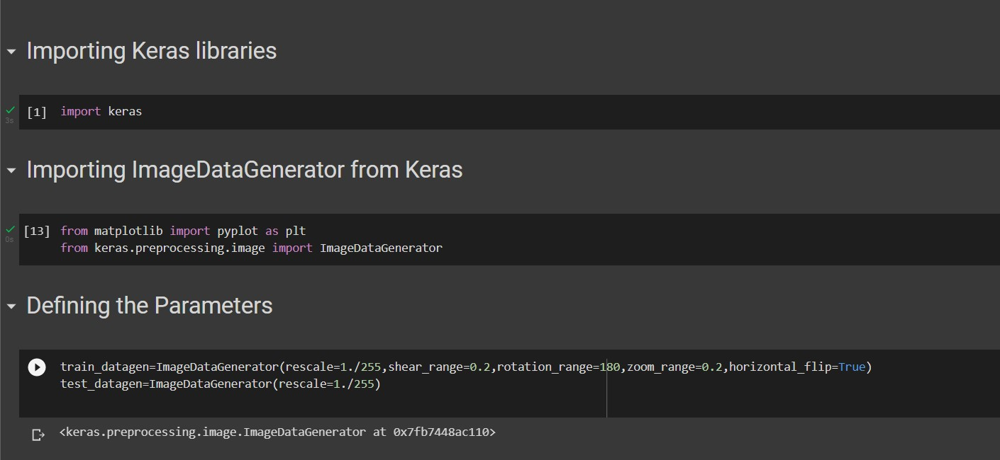 Importing Keras libraries
[1] import keras
3s
Importing ImageDataGenerator from Keras
[13] from matplotlib import pyplot as plt
0s
from keras.preprocessing.image import ImageDataGenerator
Defining the Parameters
train_datagen=ImageDataGenerator(rescale=1./255,shear_range=0.2,rotation_range=180,zoom_range=0.2,horizontal_flip=True)
test_datagen=ImageDataGenerator(rescale=1./255)
<keras.preprocessing.image.ImageDataGenerator at 0x7fb7448ac110>